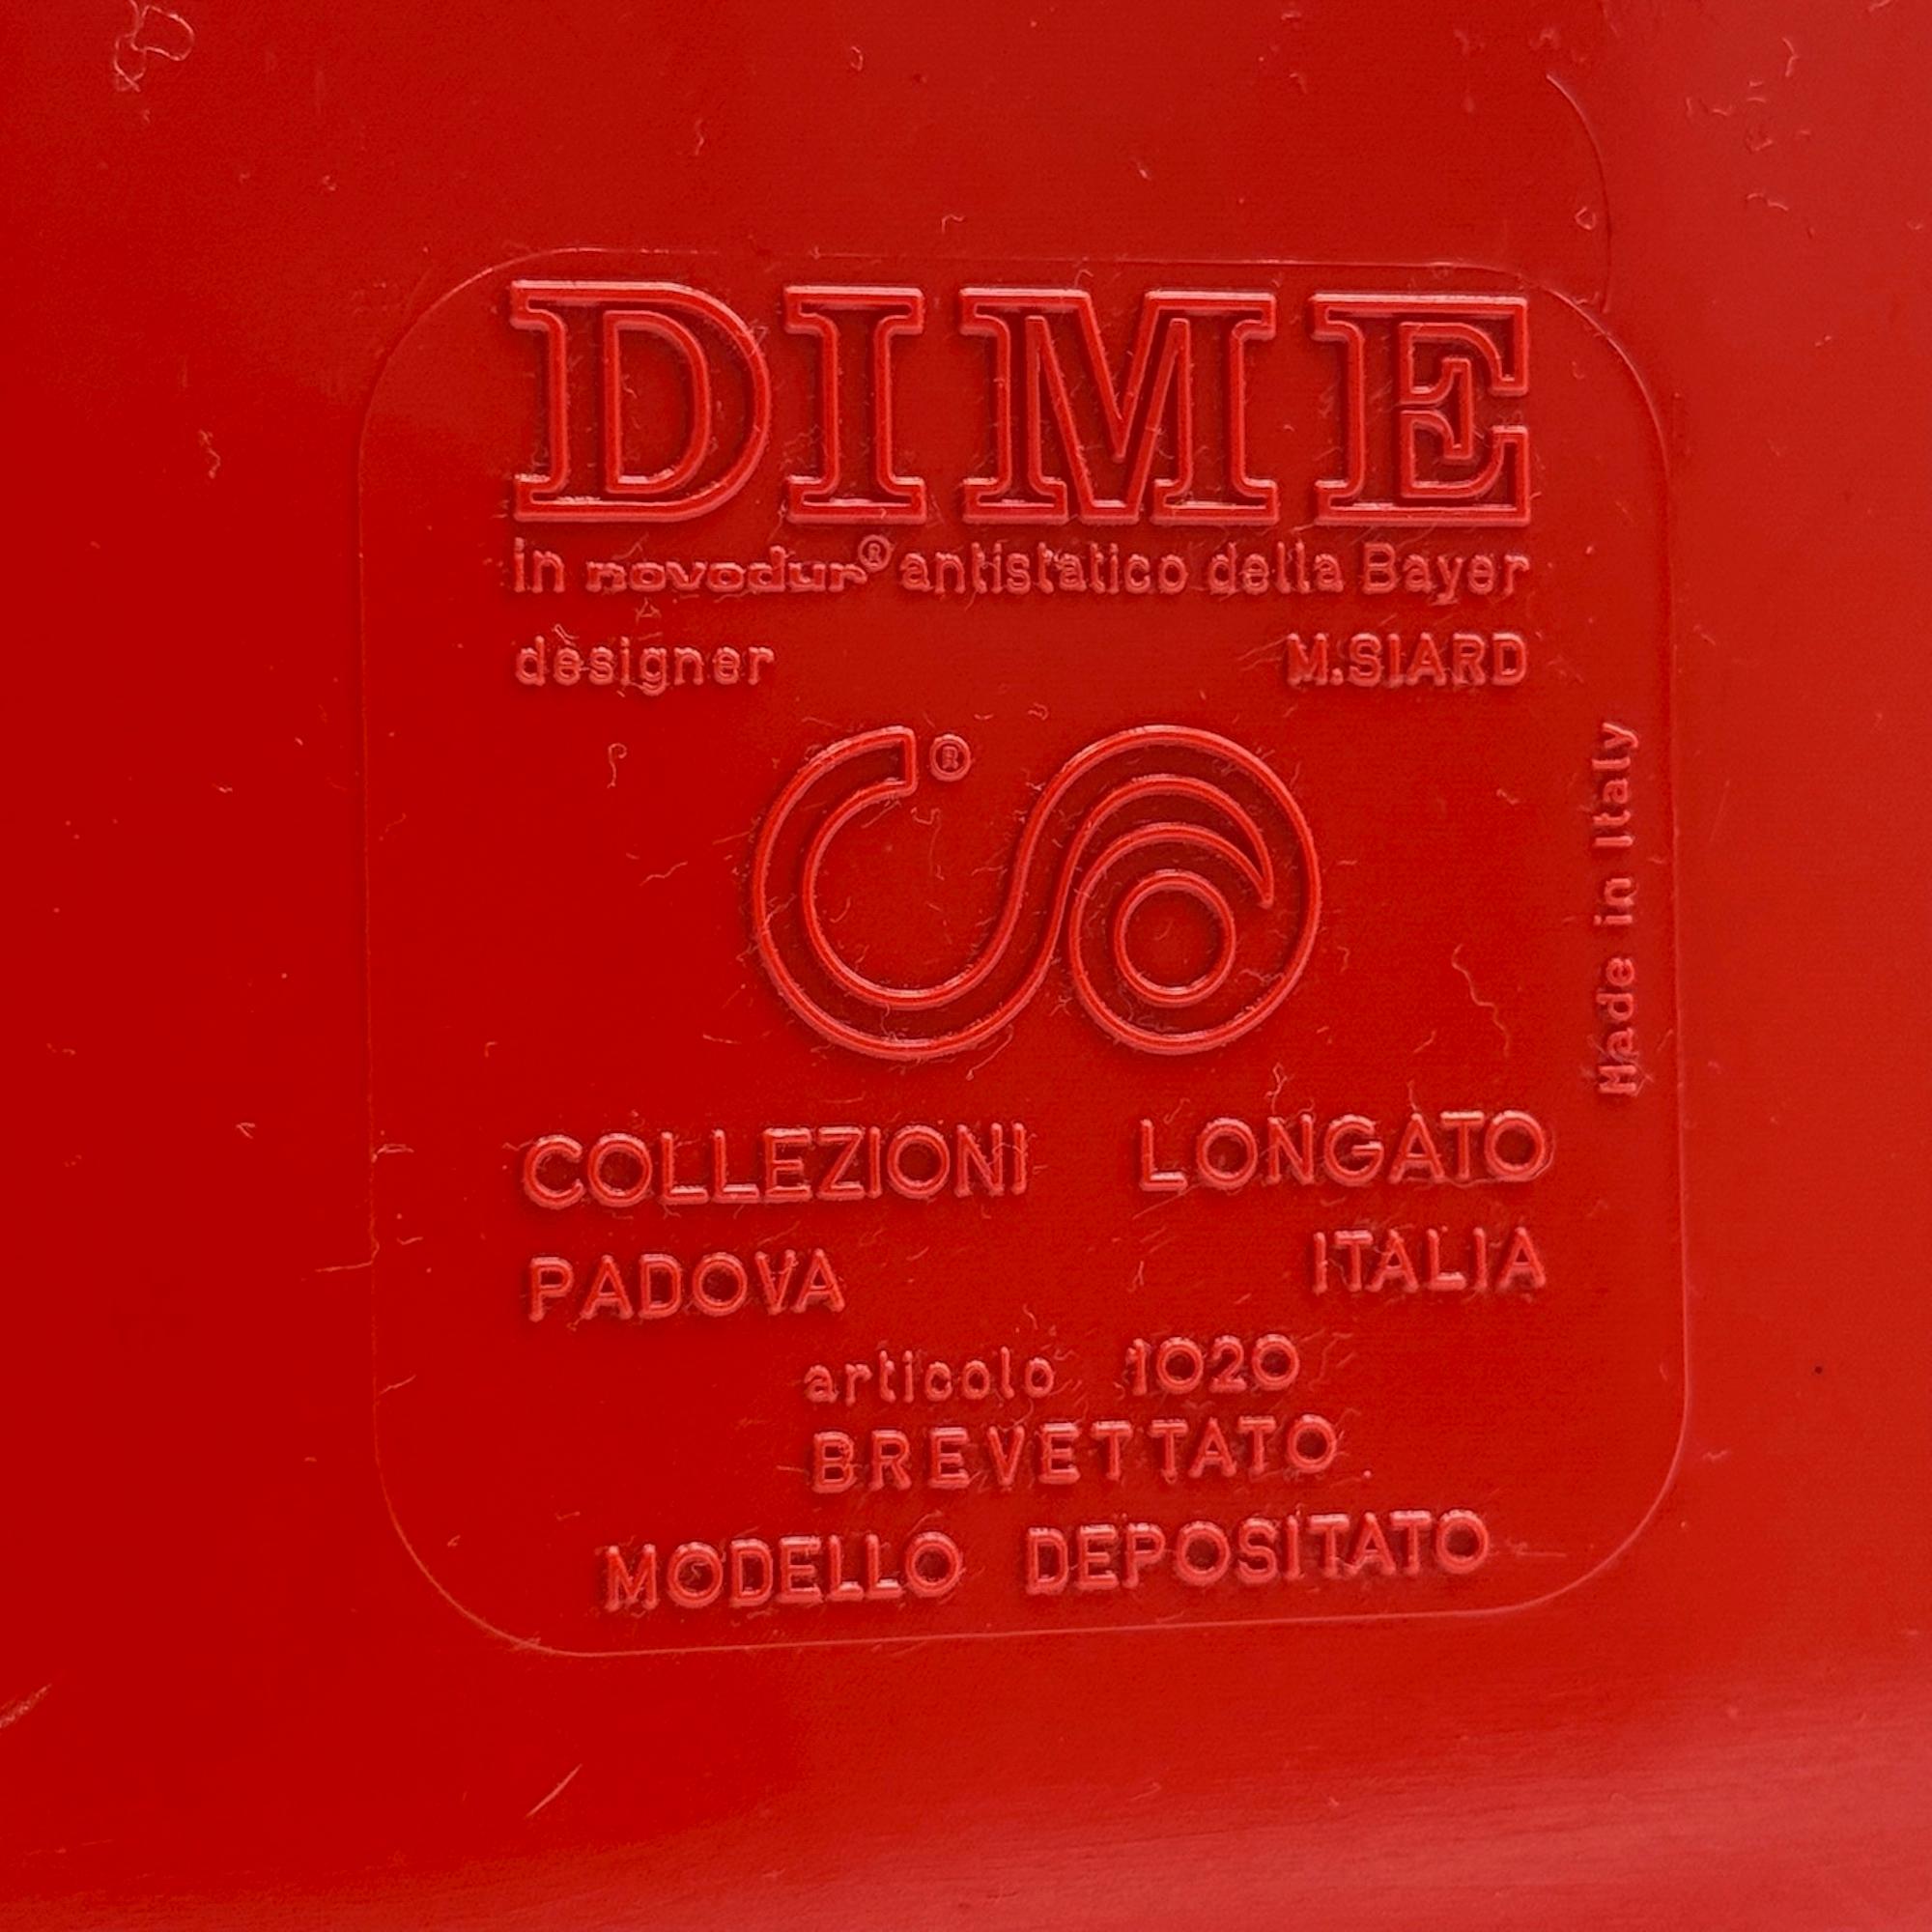 DIME
in novodur® antistatico della Bayer
designer M.SIARD
®
Made in Italy
COLLEZIONI LONGATO
PADOVA ITALIA
articolo 1020
BREVETTATO
MODELLO DEPOSITATO